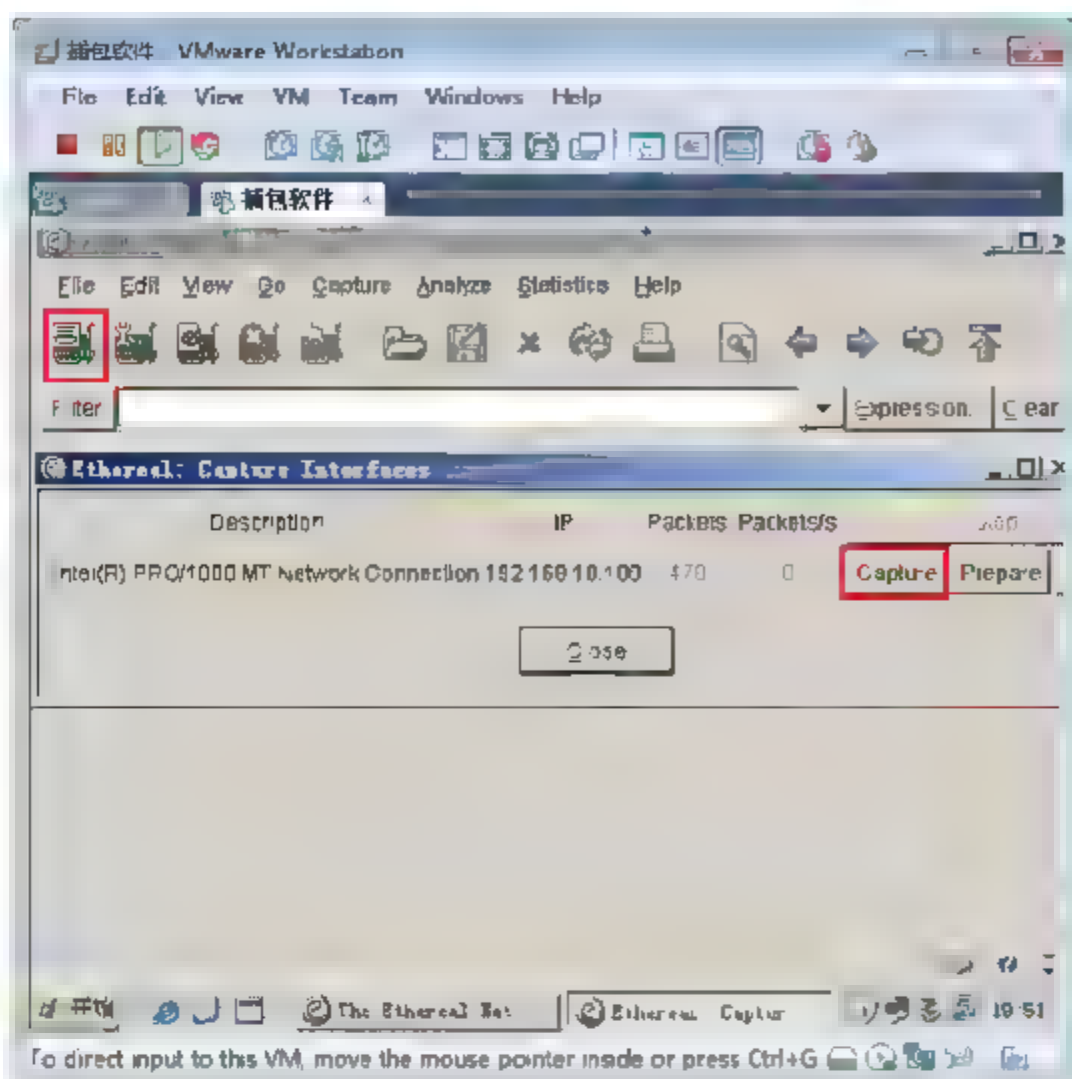 捕包软件 VMware Workstation
File Edit View VM Team Windows Help
捕包软件
File Edit View Go Capture Analyze Statistics Help
Filter Expression. Clear
Ethereal: Capture Interfaces
Description IP Packets Packets/s Stop
Intel(R) PRO/1000 MT Network Connection 192.168.10.100 470 0 Capture Prepare
Close
开始 The Ethereal Net Ethereal Captur 19:51
To direct input to this VM, move the mouse pointer inside or press Ctrl+G